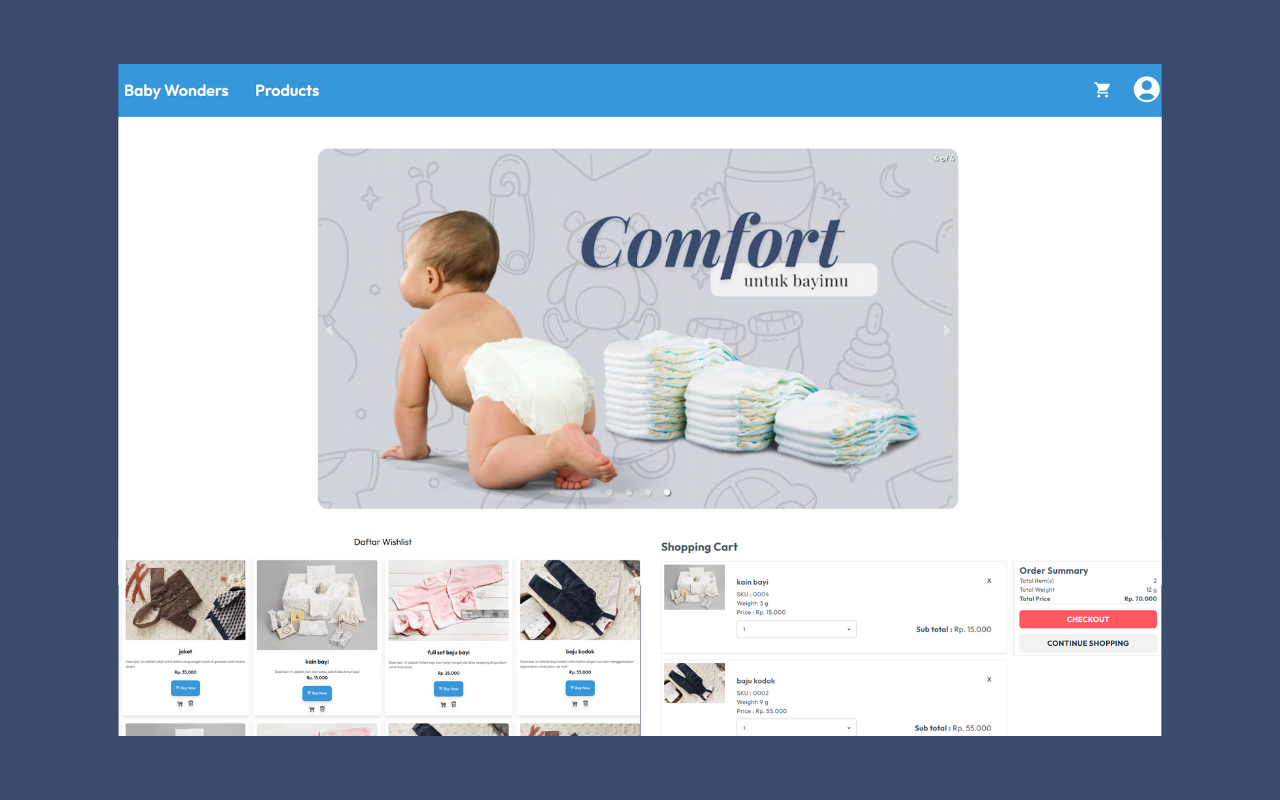 Baby Wonders
Products
4 of 4
Comfort
untuk bayimu
Daftar Wishlist
jaket
Rp. 35.000
Buy Now
kain bayi
Rp. 15.000
Buy Now
full set baju bayi
Rp. 25.000
Buy Now
baju kodok
Rp. 55.000
Buy Now
Shopping Cart
kain bayi
X
SKU : 0004
Weight: 3 g
Price : Rp. 15.000
1
Sub total : Rp. 15.000
baju kodok
X
SKU : 0002
Weight: 9 g
Price : Rp. 55.000
1
Sub total : Rp. 55.000
Order Summary
Total Item(s) 2
Total Weight 12 g
Total Price Rp. 70.000
CHECKOUT
CONTINUE SHOPPING